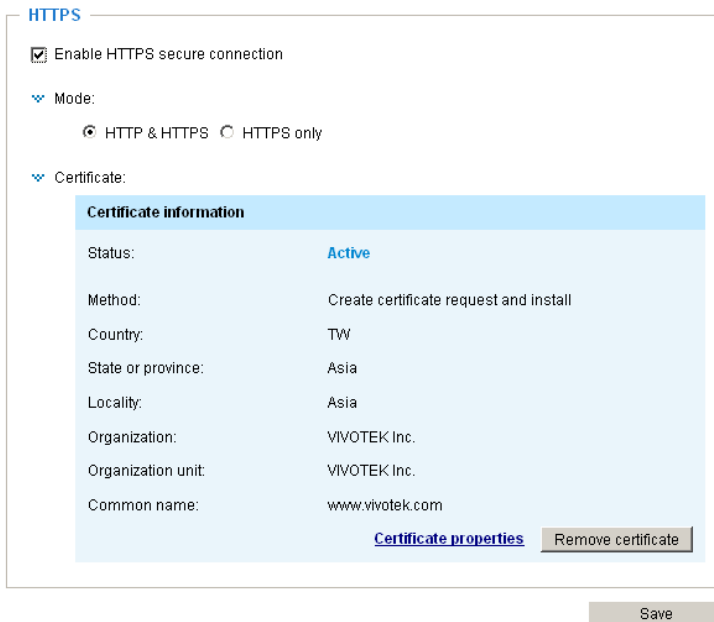 HTTPS
Enable HTTPS secure connection
Mode:
HTTP & HTTPS HTTPS only
Certificate:
Certificate information
Status: Active
Method: Create certificate request and install
Country: TW
State or province: Asia
Locality: Asia
Organization: VIVOTEK Inc.
Organization unit: VIVOTEK Inc.
Common name: www.vivotek.com
Certificate properties Remove certificate
Save